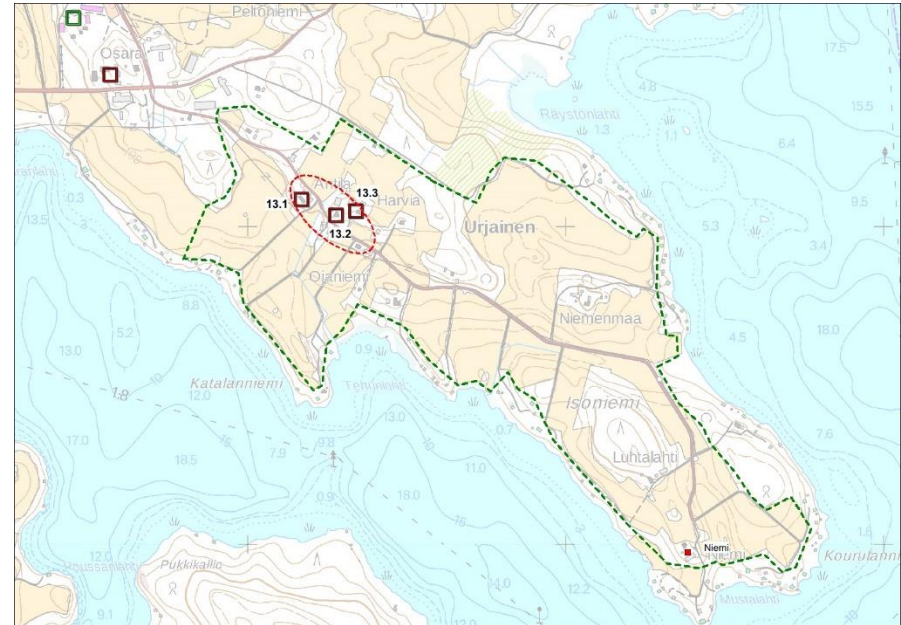 Peltoniemi
Osara
17.5
4.8
15.5
Räystönlahti
1.3
1.1
6.4
0.3
13.5
13.1
13.3
Harvia
13.2
Urjainen
5.3
3.4
9.5
Ojaniemi
8.8
Niemenmaa
4.5
18.0
5.2
13.0
0.9
Katalanniemi
12.0
1.8
13.0
Isoniemi
0.7
17.0
9.8
7.9
18.5
11.0
7.6
Luhtalahti
0.9
18.0
Niemi
1.6
12.0
Pukkikallio
14.0
12.2
Mustalahti
9.1